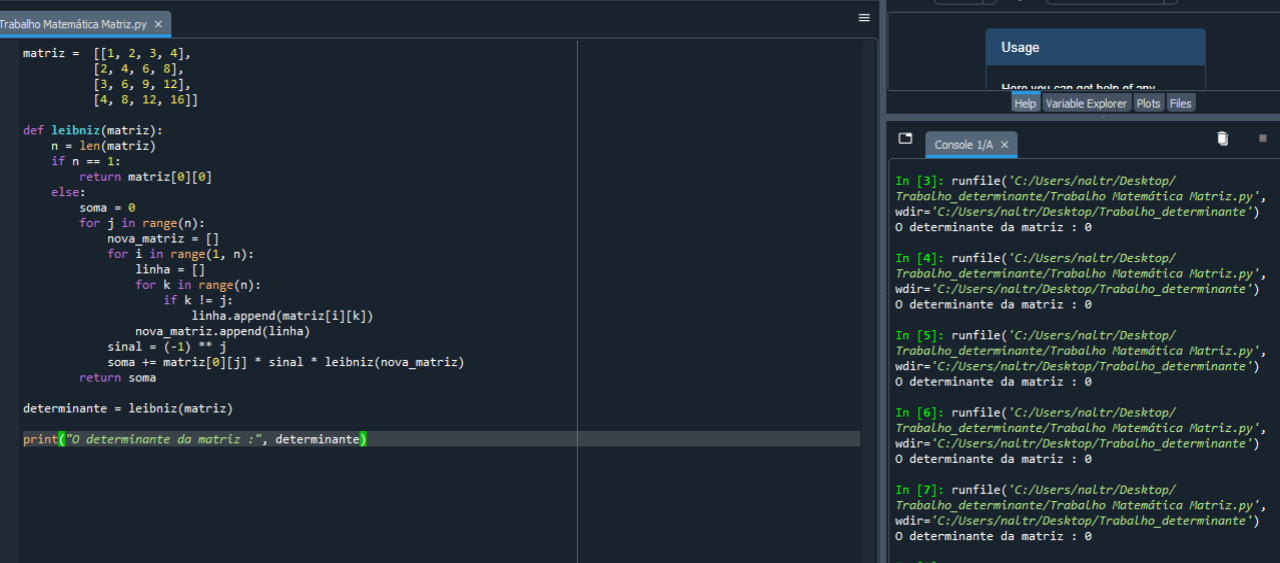 Trabalho Matemática Matriz.py
matriz =  [[1, 2, 3, 4],
          [2, 4, 6, 8],
          [3, 6, 9, 12],
          [4, 8, 12, 16]]
def leibniz(matriz):
    n = len(matriz)
    if n == 1:
        return matriz[0][0]
    else:
        soma = 0
        for j in range(n):
            nova_matriz = []
            for i in range(1, n):
                linha = []
                for k in range(n):
                    if k != j:
                        linha.append(matriz[i][k])
                nova_matriz.append(linha)
            sinal = (-1) ** j
            soma += matriz[0][j] * sinal * leibniz(nova_matriz)
        return soma
determinante = leibniz(matriz)
print("O determinante da matriz :", determinante)
Usage
Here you can get help of any
Help Variable Explorer Plots Files
Console 1/A
In [3]: runfile('C:/Users/naltr/Desktop/
Trabalho_determinante/Trabalho Matemática Matriz.py',
wdir='C:/Users/naltr/Desktop/Trabalho_determinante')
O determinante da matriz : 0
In [4]: runfile('C:/Users/naltr/Desktop/
Trabalho_determinante/Trabalho Matemática Matriz.py',
wdir='C:/Users/naltr/Desktop/Trabalho_determinante')
O determinante da matriz : 0
In [5]: runfile('C:/Users/naltr/Desktop/
Trabalho_determinante/Trabalho Matemática Matriz.py',
wdir='C:/Users/naltr/Desktop/Trabalho_determinante')
O determinante da matriz : 0
In [6]: runfile('C:/Users/naltr/Desktop/
Trabalho_determinante/Trabalho Matemática Matriz.py',
wdir='C:/Users/naltr/Desktop/Trabalho_determinante')
O determinante da matriz : 0
In [7]: runfile('C:/Users/naltr/Desktop/
Trabalho_determinante/Trabalho Matemática Matriz.py',
wdir='C:/Users/naltr/Desktop/Trabalho_determinante')
O determinante da matriz : 0